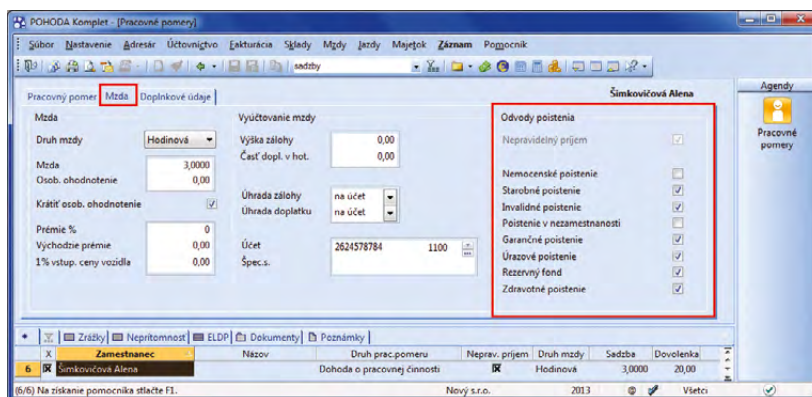 POHODA Komplet - [Pracovné pomery]
Súbor Nastavenie Adresár Účtovníctvo Fakturácia Sklady Mzdy Jazdy Majetok Záznam Pomocník
sadzby
Agendy
Pracovné pomery
Pracovný pomer Mzda Doplnkové údaje
Šimkovičová Alena
Mzda
Druh mzdy Hodinová
Mzda 3,0000
Osob. ohodnotenie 0,00
Krátiť osob. ohodnotenie
Prémie % 0
Východzie prémie 0,00
1% vstup. ceny vozidla 0,00
Vyúčtovanie mzdy
Výška zálohy 0,00
Časť dopl. v hot. 0,00
Úhrada zálohy na účet
Úhrada doplatku na účet
Účet 2624578784 1100
Špec.s.
Odvody poistenia
Nepravidelný príjem
Nemocenské poistenie
Starobné poistenie
Invalidné poistenie
Poistenie v nezamestnanosti
Garančné poistenie
Úrazové poistenie
Rezervný fond
Zdravotné poistenie
Zrážky Neprítomnosť ELDP Dokumenty Poznámky
X Zamestnanec Názov Druh prac.pomeru Neprav. príjem Druh mzdy Sadzba Dovolenka
6 Šimkovičová Alena Dohoda o pracovnej činnosti Hodinová 3,0000 20,00
(6/6) Na získanie pomocníka stlačte F1. Nový s.r.o. 2013 @ Všetci